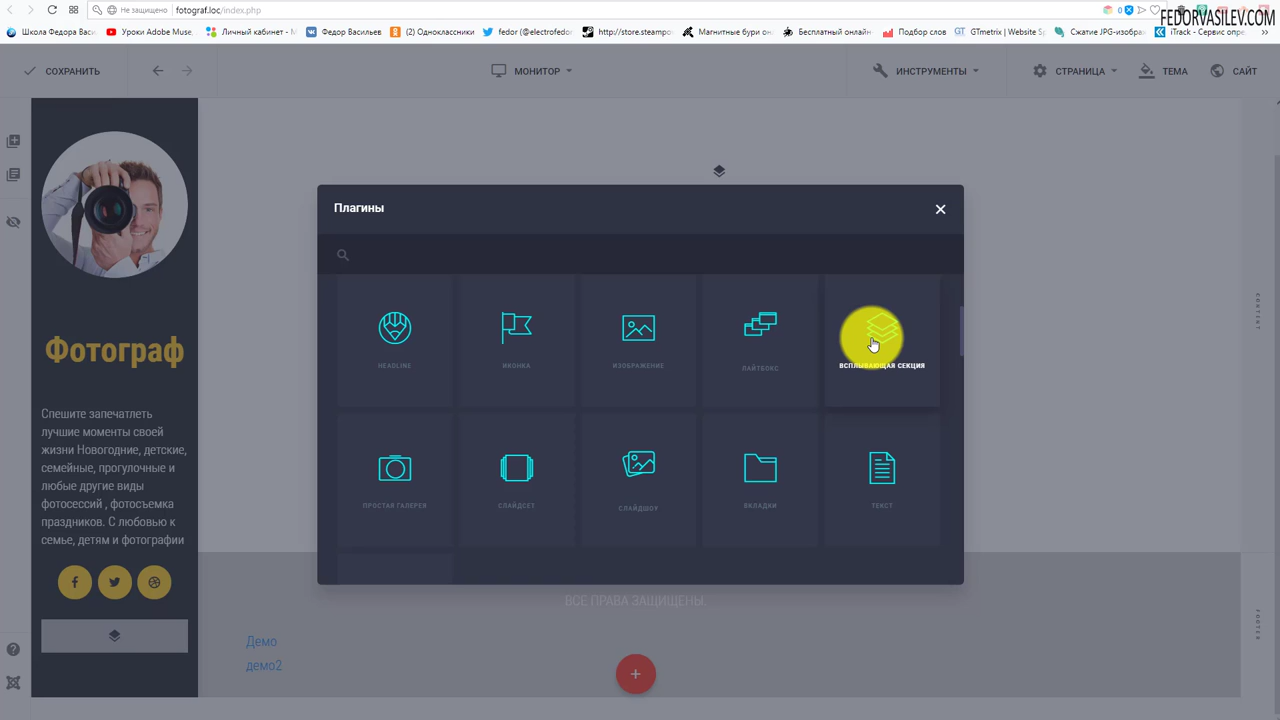 Не защищено
fotograf.loc/index.php
FEDORVASILEV.COM
Школа Федора Васи
Уроки Adobe Muse,
Личный кабинет - М
Федор Васильев
(2) Одноклассники
fedor (@electrofedor
http://store.steampo
Магнитные бури он
Бесплатный онлайн-
Подбор слов
GTmetrix | Website Sp
Сжатие JPG-изобра
iTrack - Сервис опре
СОХРАНИТЬ
МОНИТОР
ИНСТРУМЕНТЫ
СТРАНИЦА
ТЕМА
САЙТ
Плагины
HEADLINE
ИКОНКА
ИЗОБРАЖЕНИЕ
ЛАЙТБОКС
ВСПЛЫВАЮЩАЯ СЕКЦИЯ
ПРОСТАЯ ГАЛЕРЕЯ
СЛАЙДСЕТ
СЛАЙДШОУ
ВКЛАДКИ
ТЕКСТ
Фотограф
Спешите запечатлеть
лучшие моменты своей
жизни Новогодние, детские,
семейные, прогулочные и
любые другие виды
фотосессий , фотосъемка
праздников. С любовью к
семье, детям и фотографии
ВСЕ ПРАВА ЗАЩИЩЕНЫ.
Демо
демо2
CONTENT
FOOTER